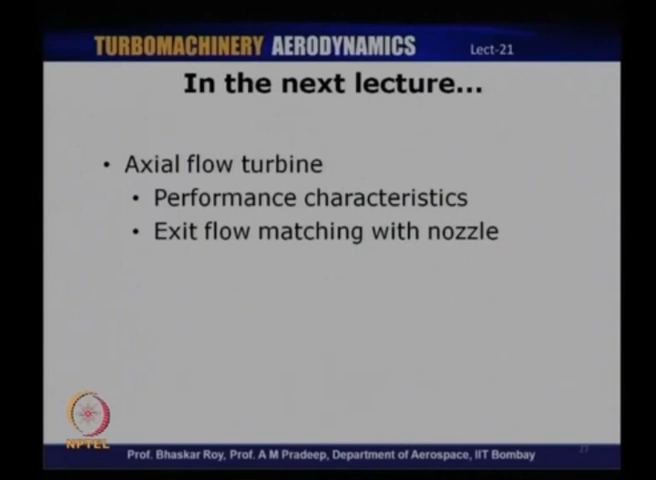 TURBOMACHINERY AERODYNAMICS Lect-21
In the next lecture...
• Axial flow turbine
• Performance characteristics
• Exit flow matching with nozzle
NPTEL
Prof. Bhaskar Roy, Prof. A M Pradeep, Department of Aerospace, IIT Bombay
27